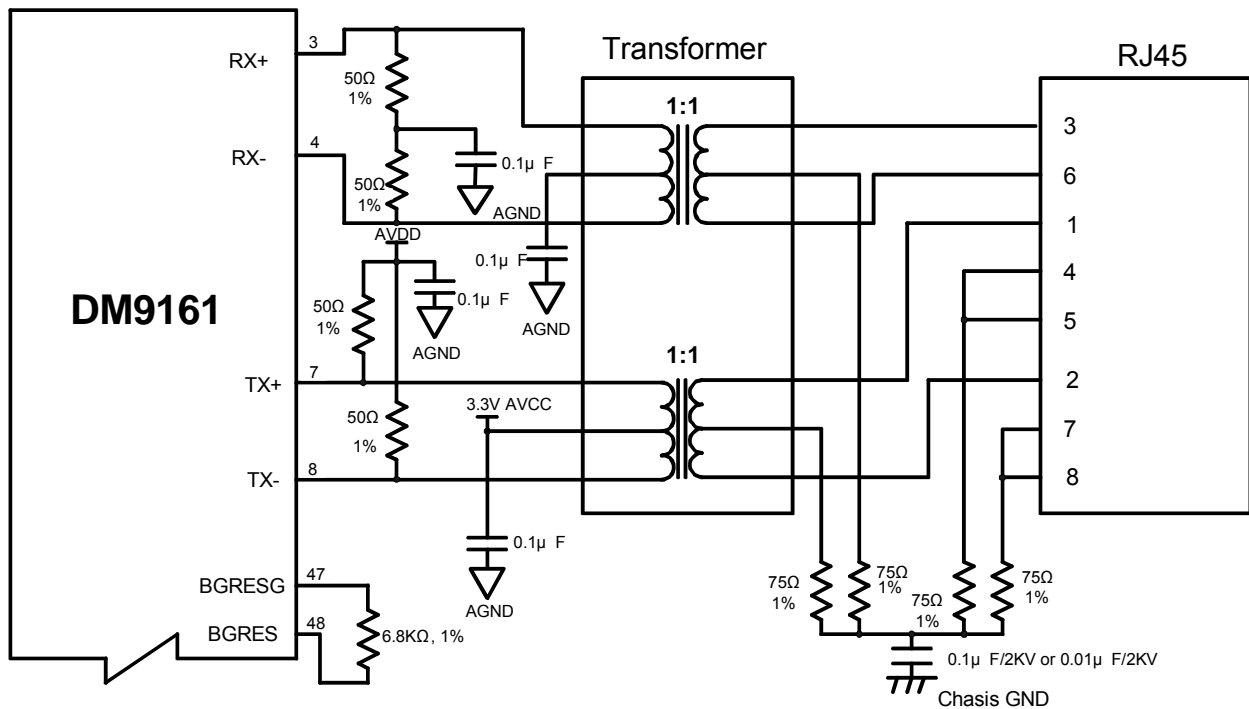 Transformer
RJ45
DM9161
RX+
3
RX-
4
50Ω
1%
50Ω
1%
0.1µ F
AGND
AVDD
0.1µ F
AGND
0.1µ F
AGND
50Ω
1%
TX+
7
50Ω
1%
TX-
8
3.3V AVCC
0.1µ F
AGND
BGRESG
47
BGRES
48
6.8KΩ, 1%
1:1
1:1
3
6
1
4
5
2
7
8
75Ω
1%
75Ω
1%
75Ω
1%
75Ω
1%
0.1µ F/2KV or 0.01µ F/2KV
Chasis GND